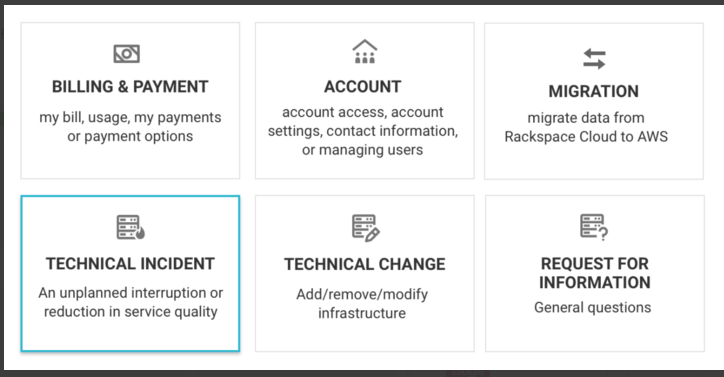 BILLING & PAYMENT
my bill, usage, my payments
or payment options
ACCOUNT
account access, account
settings, contact information,
or managing users
MIGRATION
migrate data from
Rackspace Cloud to AWS
TECHNICAL INCIDENT
An unplanned interruption or
reduction in service quality
TECHNICAL CHANGE
Add/remove/modify
infrastructure
REQUEST FOR
INFORMATION
General questions